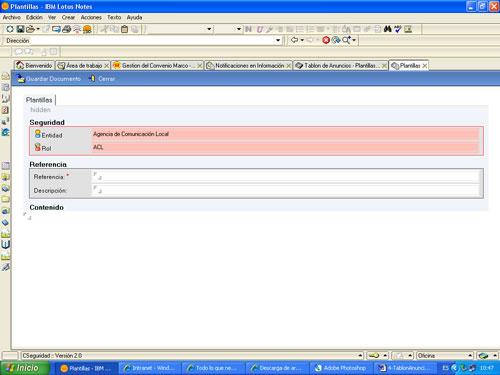 Plantillas - IBM Lotus Notes
Archivo Edición Ver Crear Acciones Texto Ayuda
Dirección
Bienvenido Área de trabajo Gestion del Convenio Marco -... Notificaciones en Información Tablon de Anuncios - Plantillas... Plantillas
Guardar Documento Cerrar
Plantillas
hidden
Seguridad
Entidad Agencia de Comunicación Local
Rol ACL
Referencia
Referencia: *
Descripción:
Contenido
CSeguridad :: Versión 2.0 Oficina
Inicio Plantillas - IBM ... Intranet - Wind... Todo lo que ne... Descarga de ar... Adobe Photoshop 4-TablonAnunci... ES 10:47